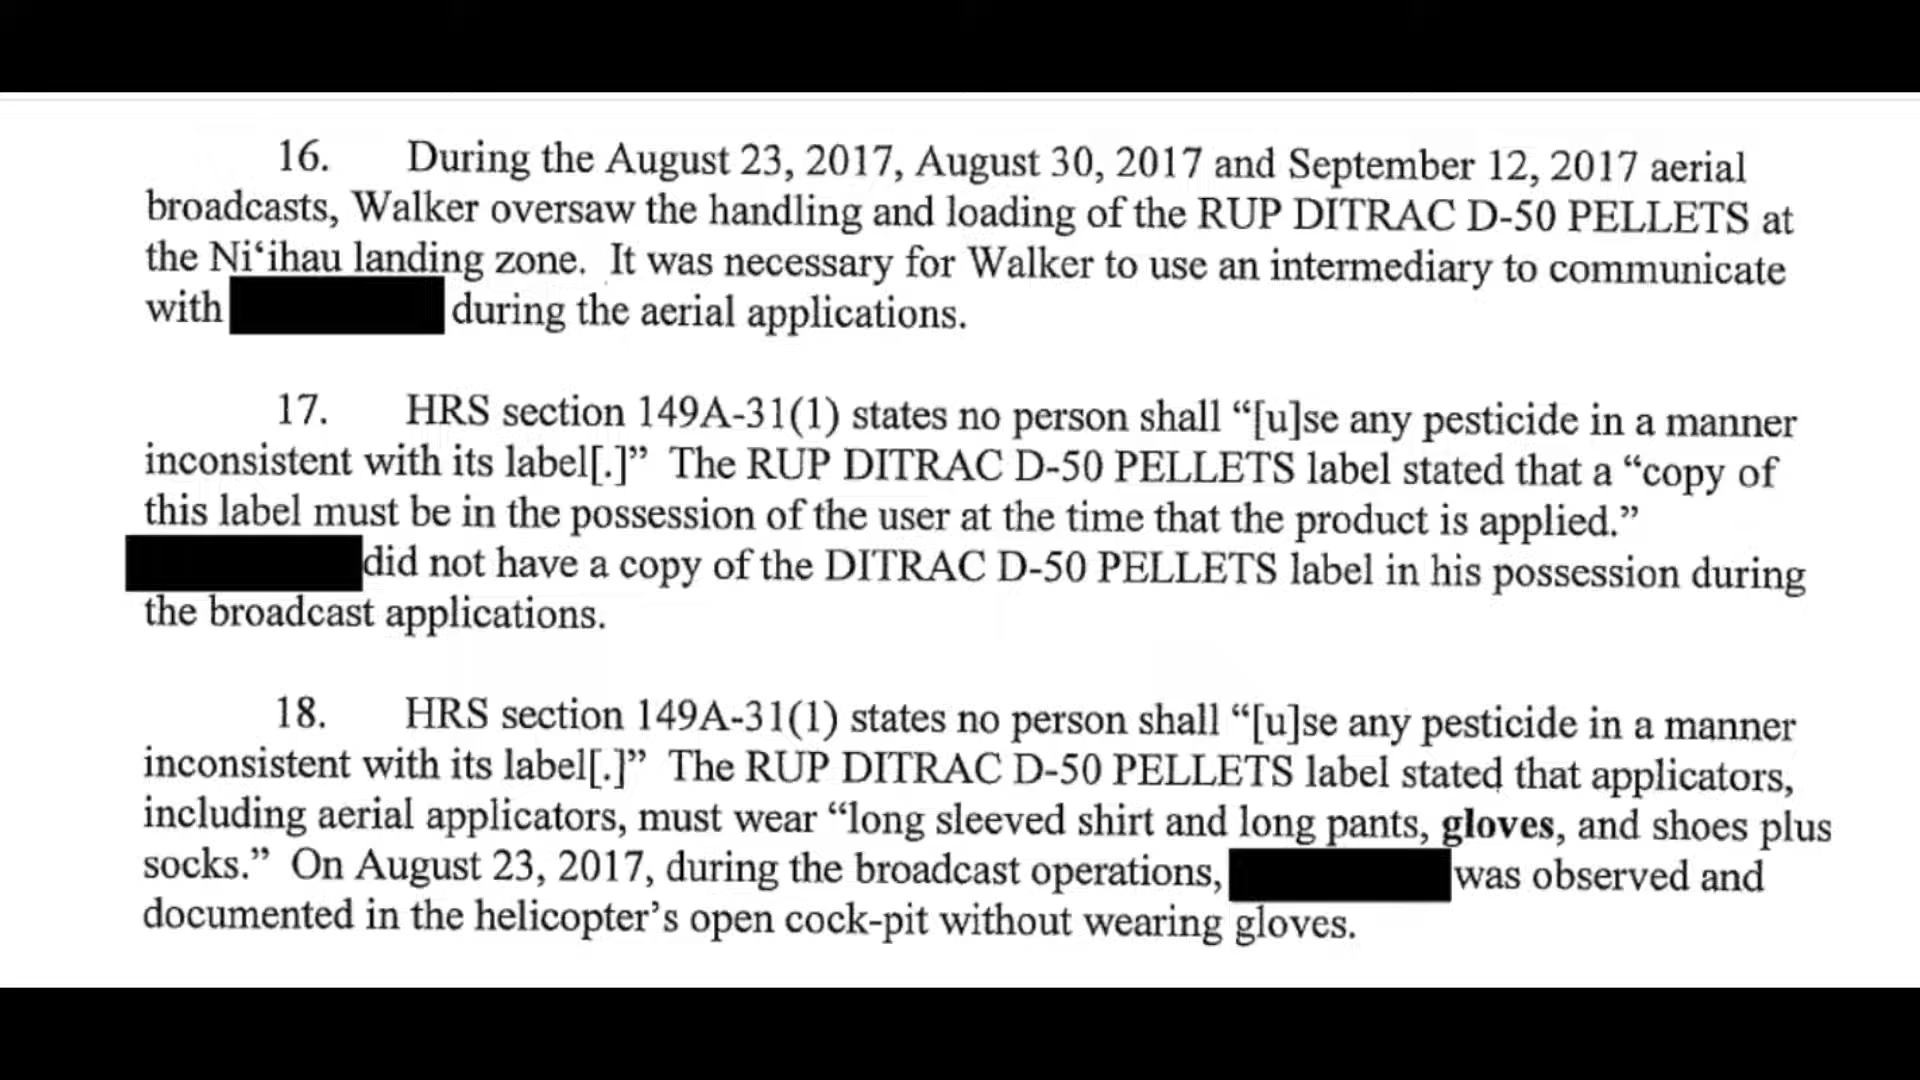 16. During the August 23, 2017, August 30, 2017 and September 12, 2017 aerial
broadcasts, Walker oversaw the handling and loading of the RUP DITRAC D-50 PELLETS at
the Ni‘ihau landing zone. It was necessary for Walker to use an intermediary to communicate
with during the aerial applications.
17. HRS section 149A-31(1) states no person shall “[u]se any pesticide in a manner
inconsistent with its label[.]” The RUP DITRAC D-50 PELLETS label stated that a “copy of
this label must be in the possession of the user at the time that the product is applied.”
did not have a copy of the DITRAC D-50 PELLETS label in his possession during
the broadcast applications.
18. HRS section 149A-31(1) states no person shall “[u]se any pesticide in a manner
inconsistent with its label[.]” The RUP DITRAC D-50 PELLETS label stated that applicators,
including aerial applicators, must wear “long sleeved shirt and long pants, gloves, and shoes plus
socks.” On August 23, 2017, during the broadcast operations, was observed and
documented in the helicopter’s open cock-pit without wearing gloves.